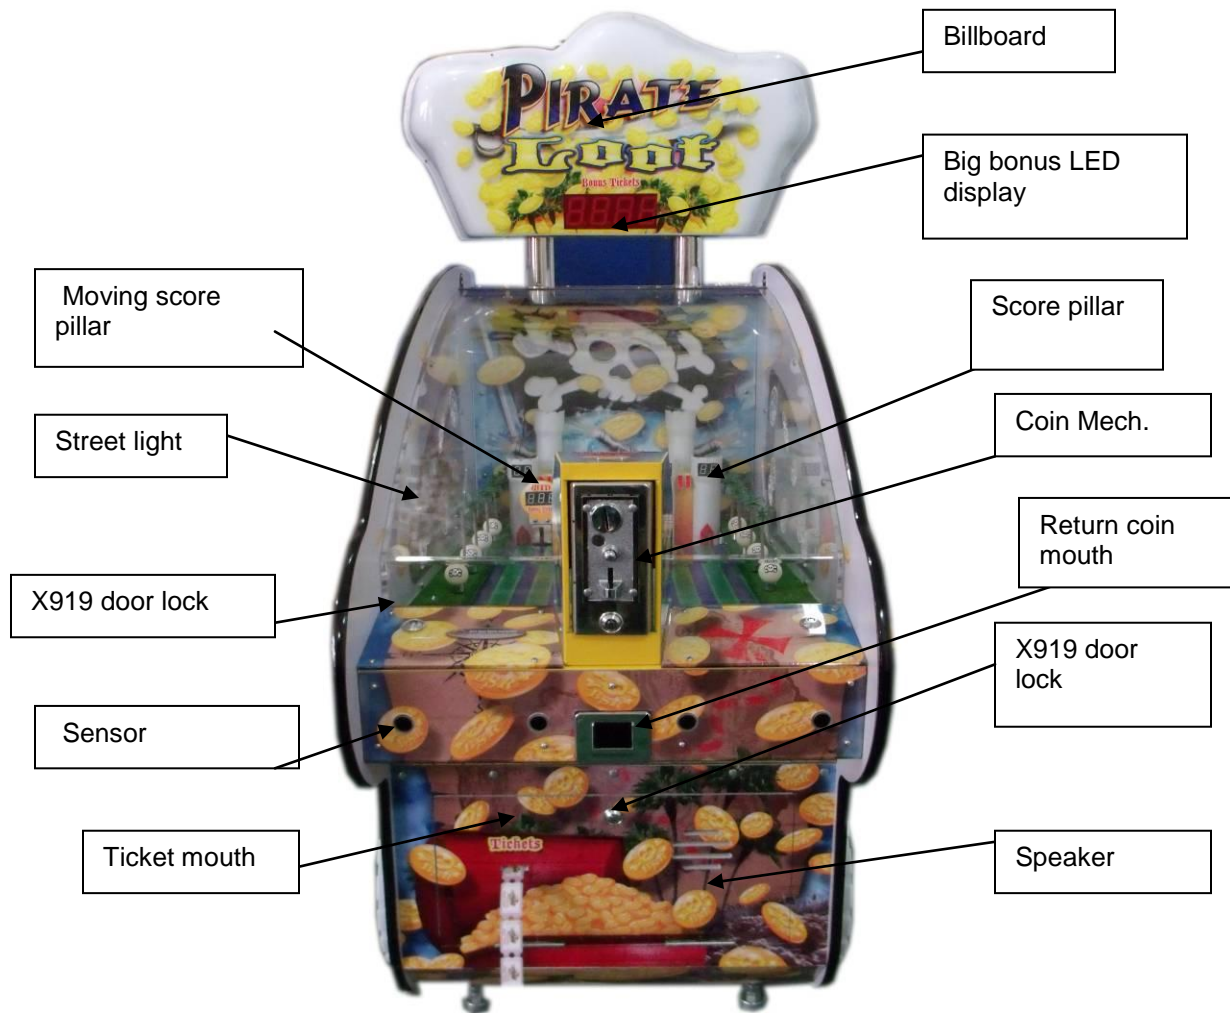 Billboard
PIRATE
Loot
Bonus Tickets
8888
Big bonus LED
display
Moving score
pillar
Score pillar
Street light
Coin Mech.
Return coin
mouth
X919 door lock
X919 door
lock
Sensor
Tickets
Ticket mouth
Speaker